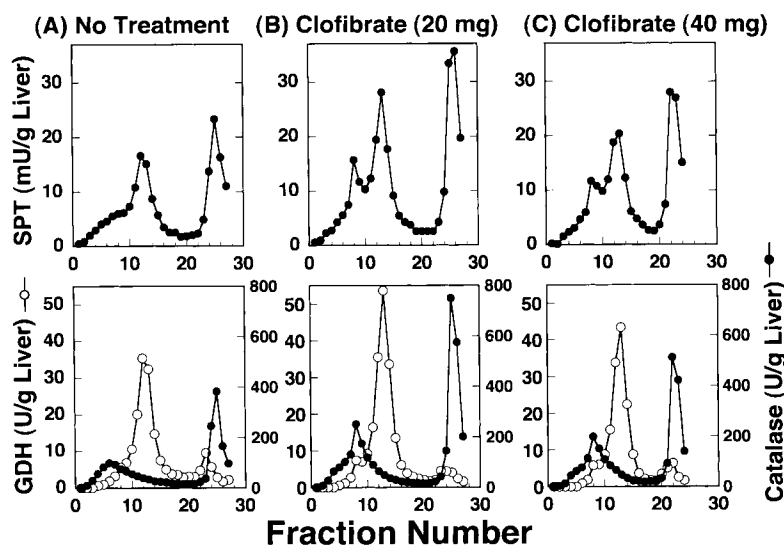 (A) No Treatment (B) Clofibrate (20 mg) (C) Clofibrate (40 mg)
SPT (mU/g Liver)
30 30 30
20 20 20
10 10 10
0 0 0
0 10 20 30 0 10 20 30 0 10 20 30
GDH (U/g Liver)
Catalase (U/g Liver)
50 800 50 800 50 800
40 600 40 600 40 600
30 400 30 400 30 400
20 20 20
10 200 10 200 10 200
0 0 0 0 0 0
0 10 20 30 0 10 20 30 0 10 20 30
Fraction Number